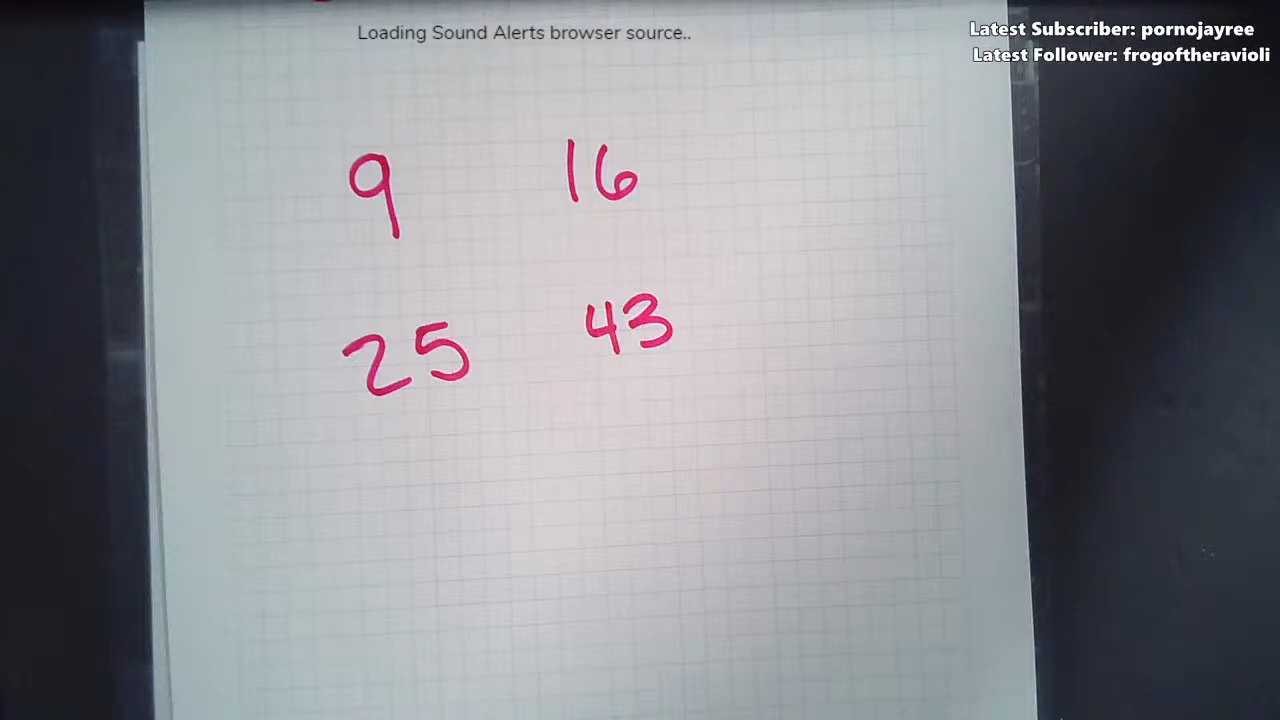 Loading Sound Alerts browser source..
Latest Subscriber: pornojayree
Latest Follower: frogoftheravioli
9 16
25 43